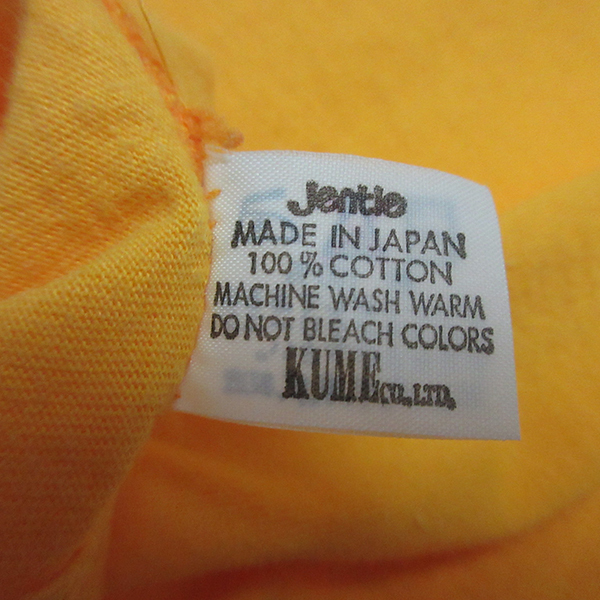 Jentle
MADE IN JAPAN
100% COTTON
MACHINE WASH WARM
DO NOT BLEACH COLORS
KUME CO., LTD.